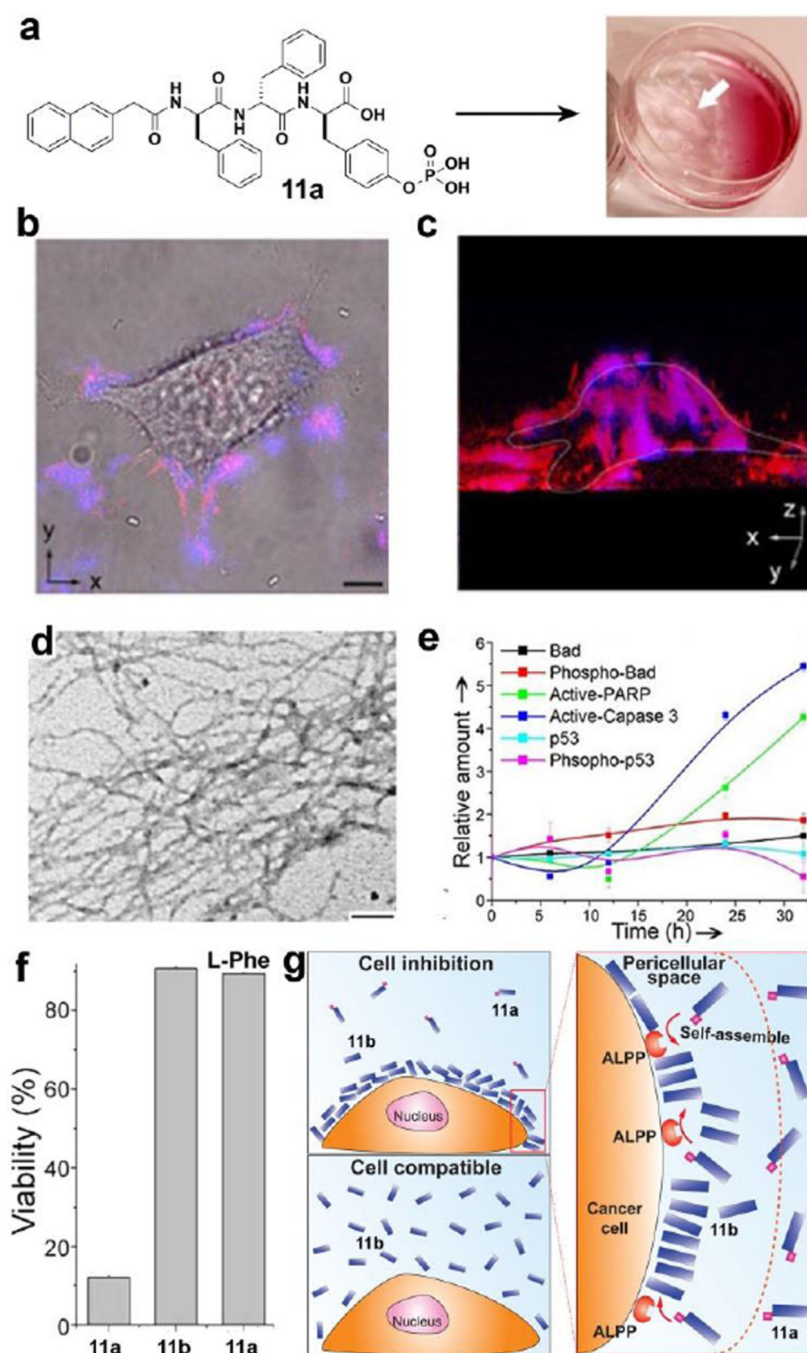 a
O
H
N
O
N
H
O
H
N
O
OH
O
O
P
OH
OH
11a
b
y
x
c
z
x
y
d
e
Relative amount →
6
5
4
3
2
1
0
Bad
Phospho-Bad
Active-PARP
Active-Capase 3
p53
Phsopho-p53
0 5 10 15 20 25 30
Time (h) →
f
Viability (%)
80
60
40
20
0
L-Phe
11a 11b 11a
g
Cell inhibition
11a
11b
Nucleus
Cell compatible
11b
Nucleus
Pericellular
space
Self-assemble
ALPP
ALPP
Cancer
cell
11b
ALPP
11a